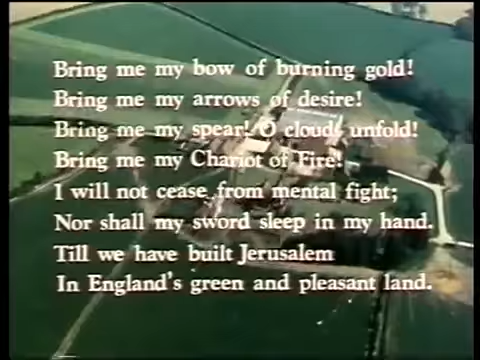 Bring me my bow of burning gold!
Bring me my arrows of desire!
Bring me my spear! O clouds unfold!
Bring me my Chariot of Fire!
I will not cease from mental fight;
Nor shall my sword sleep in my hand.
Till we have built Jerusalem
In England's green and pleasant land.